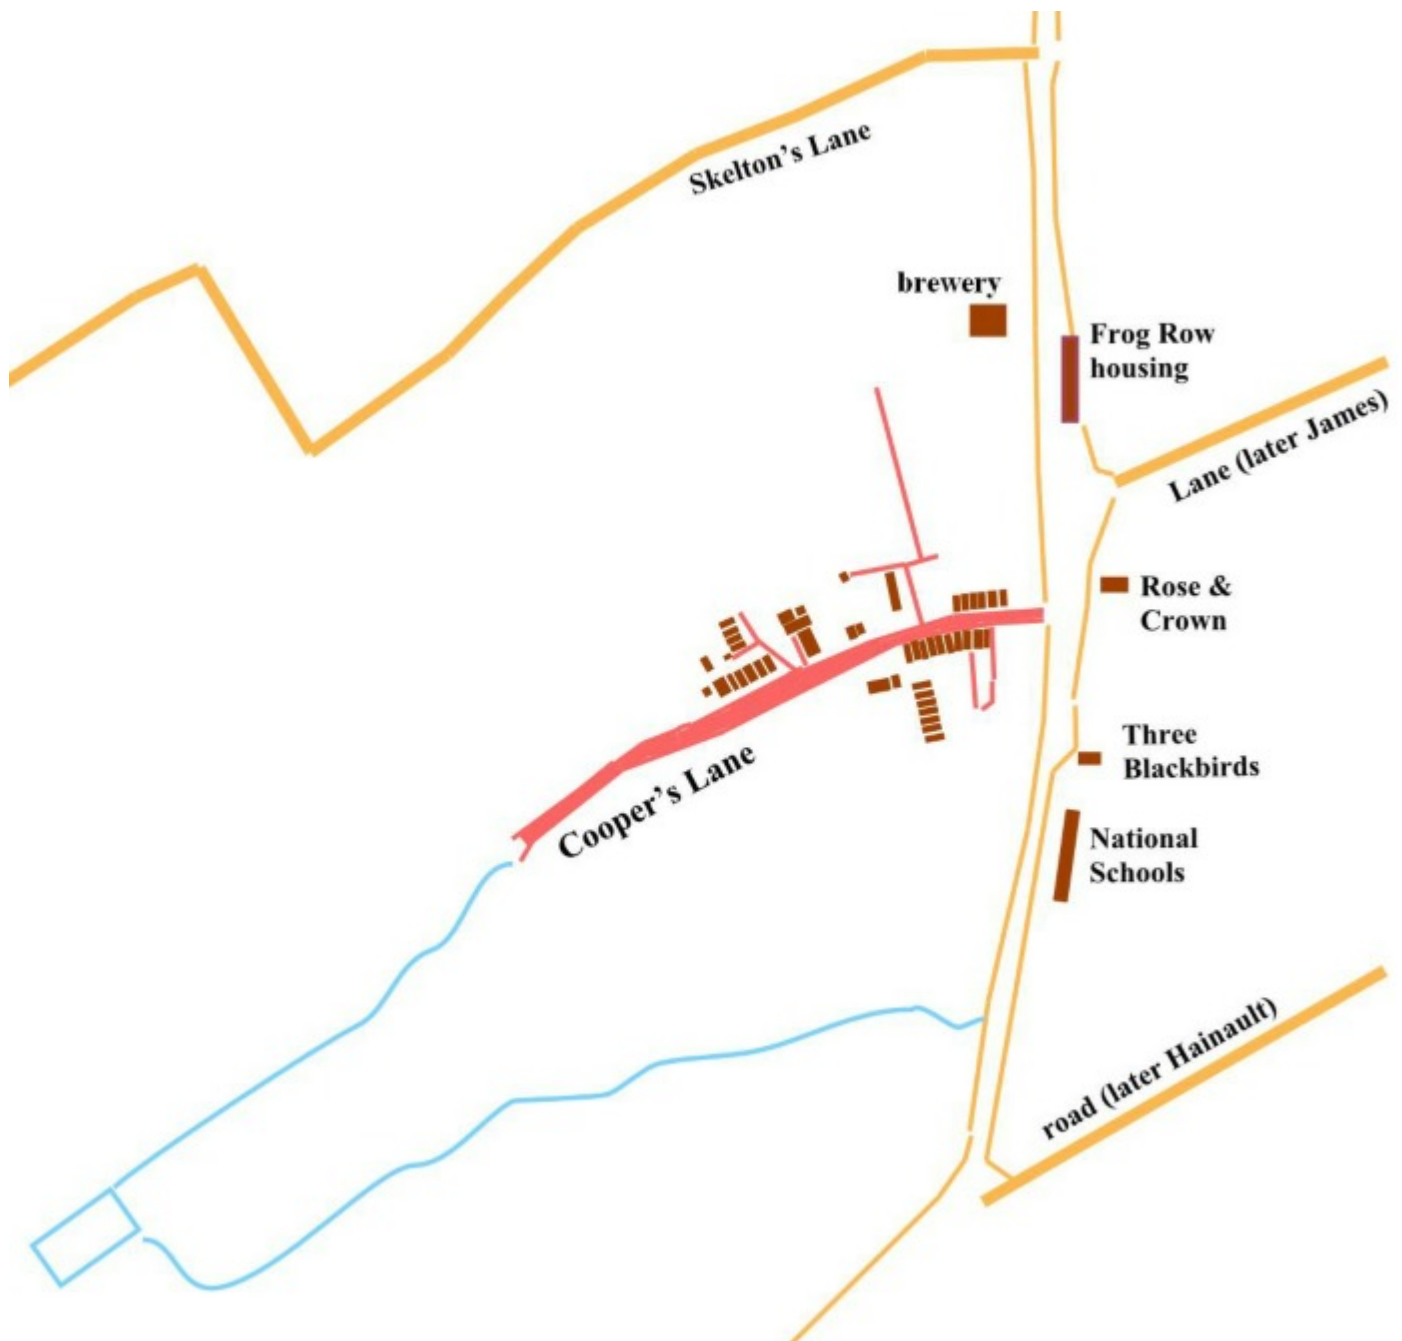 Skelton’s Lane
brewery
Frog Row
housing
Lane (later James)
Rose &
Crown
Three
Blackbirds
Cooper’s Lane
National
Schools
road (later Hainault)